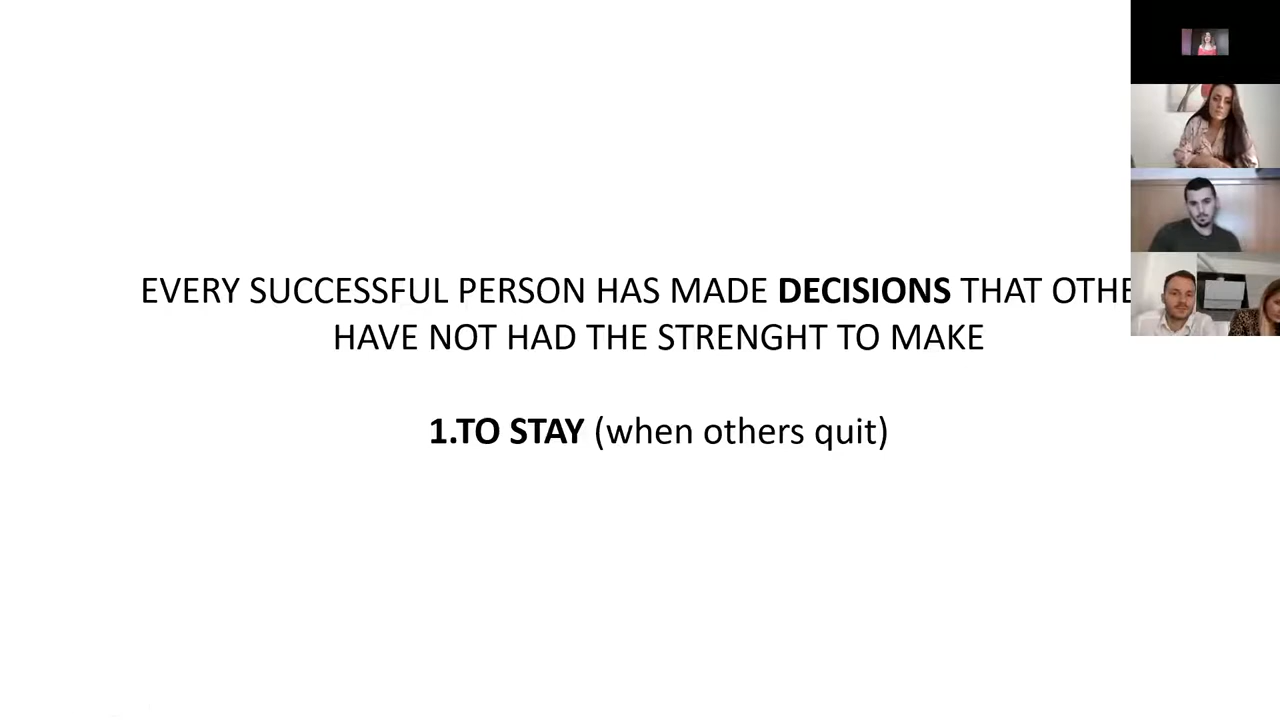 EVERY SUCCESSFUL PERSON HAS MADE DECISIONS THAT
HAVE NOT HAD THE STRENGHT TO MAKE
1.TO STAY (when others quit)